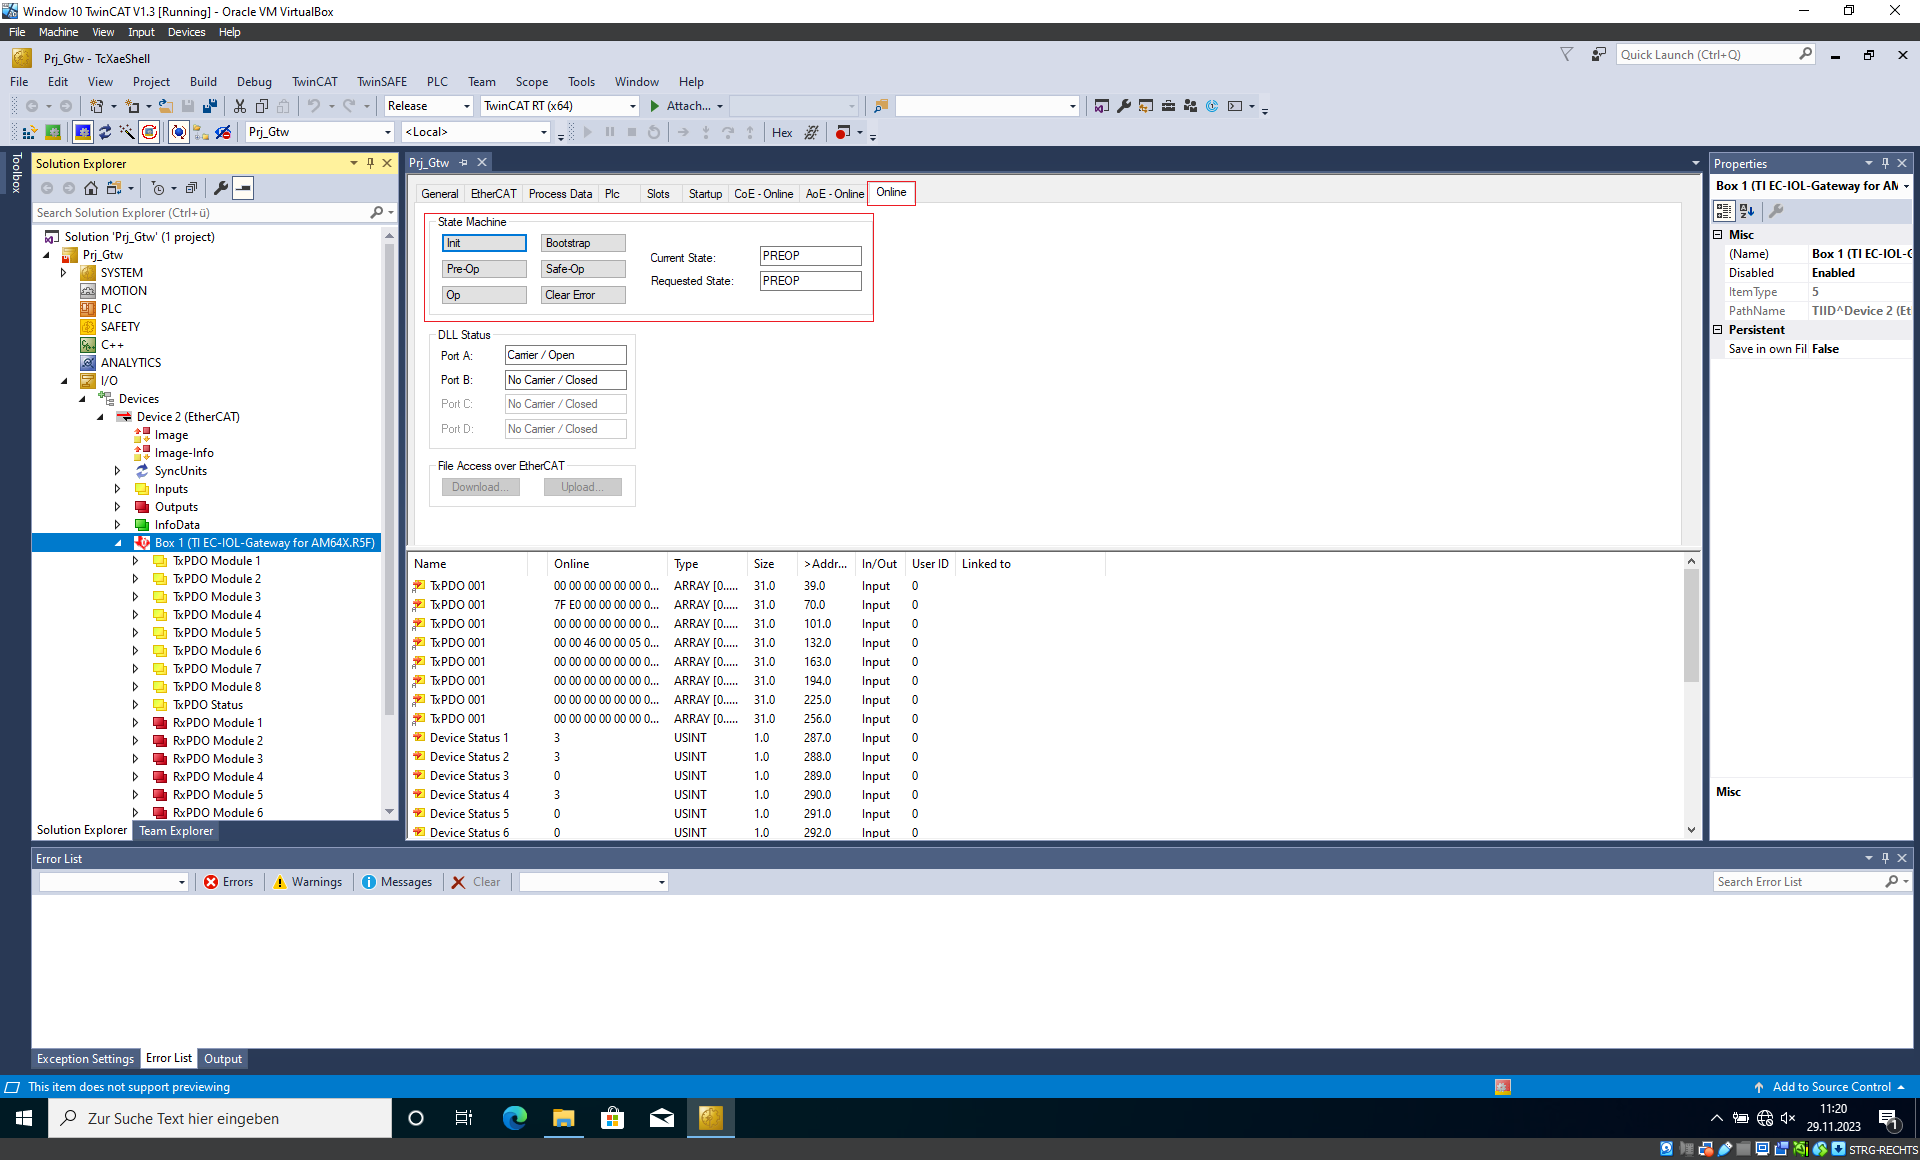 Window 10 TwinCAT V1.3 [Running] - Oracle VM VirtualBox
File Machine View Input Devices Help
Prj_Gtw - TcXaeShell
Quick Launch (Ctrl+Q)
File Edit View Project Build Debug TwinCAT TwinSAFE PLC Team Scope Tools Window Help
Release TwinCAT RT (x64) Attach...
Prj_Gtw <Local> Hex
Toolbox
Solution Explorer
Search Solution Explorer (Ctrl+ü)
Solution 'Prj_Gtw' (1 project)
Prj_Gtw
SYSTEM
MOTION
PLC
SAFETY
C++
ANALYTICS
I/O
Devices
Device 2 (EtherCAT)
Image
Image-Info
SyncUnits
Inputs
Outputs
InfoData
Box 1 (TI EC-IOL-Gateway for AM64X.R5F)
TxPDO Module 1
TxPDO Module 2
TxPDO Module 3
TxPDO Module 4
TxPDO Module 5
TxPDO Module 6
TxPDO Module 7
TxPDO Module 8
TxPDO Status
RxPDO Module 1
RxPDO Module 2
RxPDO Module 3
RxPDO Module 4
RxPDO Module 5
RxPDO Module 6
Solution Explorer Team Explorer
Prj_Gtw
General EtherCAT Process Data Plc Slots Startup CoE - Online AoE - Online Online
State Machine
Init Bootstrap
Pre-Op Safe-Op
Op Clear Error
Current State: PREOP
Requested State: PREOP
DLL Status
Port A: Carrier / Open
Port B: No Carrier / Closed
Port C: No Carrier / Closed
Port D: No Carrier / Closed
File Access over EtherCAT
Download... Upload...
Name Online Type Size >Addr... In/Out User ID Linked to
TxPDO 001 00 00 00 00 00 00 0... ARRAY [0..... 31.0 39.0 Input 0
TxPDO 001 7F E0 00 00 00 00 0... ARRAY [0..... 31.0 70.0 Input 0
TxPDO 001 00 00 00 00 00 00 0... ARRAY [0..... 31.0 101.0 Input 0
TxPDO 001 00 00 46 00 00 05 0... ARRAY [0..... 31.0 132.0 Input 0
TxPDO 001 00 00 00 00 00 00 0... ARRAY [0..... 31.0 163.0 Input 0
TxPDO 001 00 00 00 00 00 00 0... ARRAY [0..... 31.0 194.0 Input 0
TxPDO 001 00 00 00 00 00 00 0... ARRAY [0..... 31.0 225.0 Input 0
TxPDO 001 00 00 00 00 00 00 0... ARRAY [0..... 31.0 256.0 Input 0
Device Status 1 3 USINT 1.0 287.0 Input 0
Device Status 2 3 USINT 1.0 288.0 Input 0
Device Status 3 0 USINT 1.0 289.0 Input 0
Device Status 4 3 USINT 1.0 290.0 Input 0
Device Status 5 0 USINT 1.0 291.0 Input 0
Device Status 6 0 USINT 1.0 292.0 Input 0
Properties
Box 1 (TI EC-IOL-Gateway for AM
Misc
(Name) Box 1 (TI EC-IOL-G
Disabled Enabled
ItemType 5
PathName TIID^Device 2 (Et
Persistent
Save in own Fil False
Misc
Error List
Errors Warnings Messages Clear
Search Error List
Exception Settings Error List Output
This item does not support previewing
Add to Source Control
Zur Suche Text hier eingeben
11:20
29.11.2023
1
STRG-RECHTS